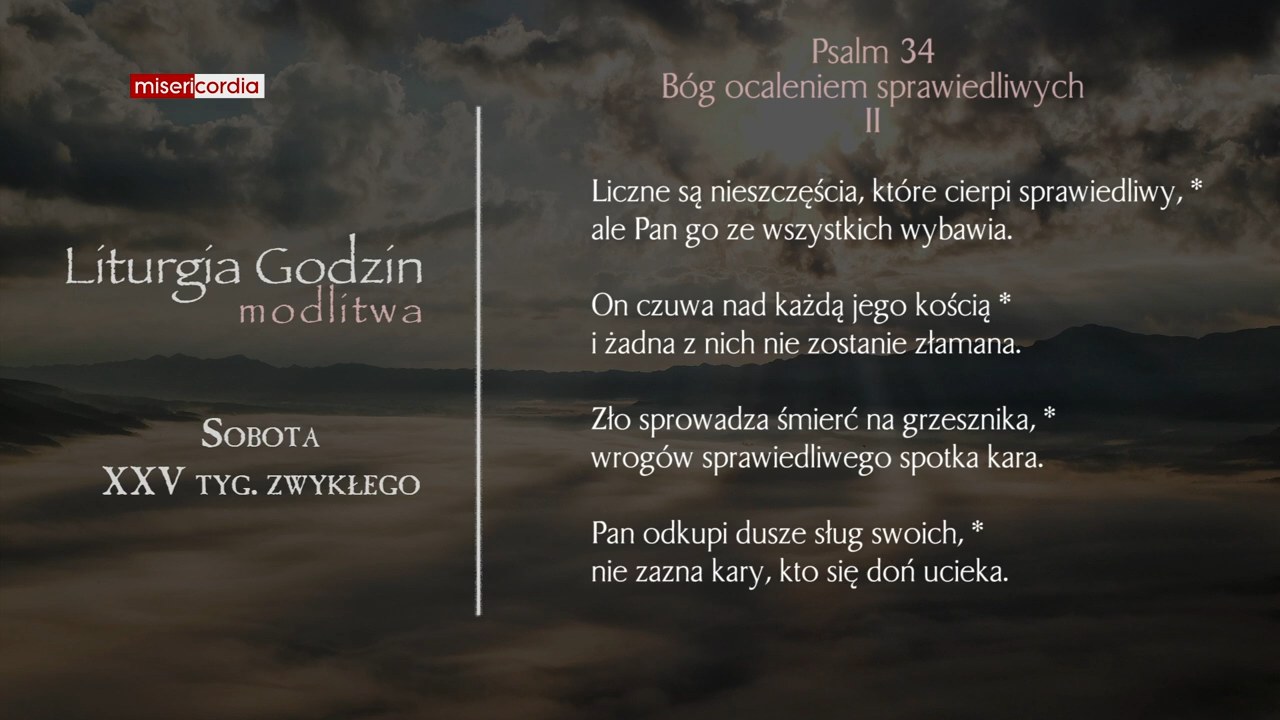 misericordia
Liturgia Godzin
modlitwa
Sobota
XXV tyg. zwykłego
Psalm 34
Bóg ocaleniem sprawiedliwych
II
Liczne są nieszczęścia, które cierpi sprawiedliwy, *
ale Pan go ze wszystkich wybawia.
On czuwa nad każdą jego kością *
i żadna z nich nie zostanie złamana.
Zło sprowadza śmierć na grzesznika, *
wrogów sprawiedliwego spotka kara.
Pan odkupi dusze sług swoich, *
nie zazna kary, kto się doń ucieka.